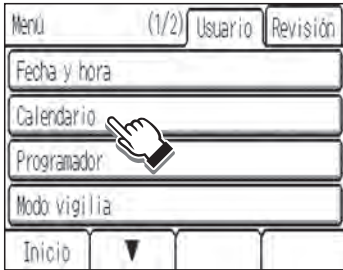 Menú (1/2) Usuario Revisión
Fecha y hora
Calendario
Programador
Modo vigilia
Inicio ▼